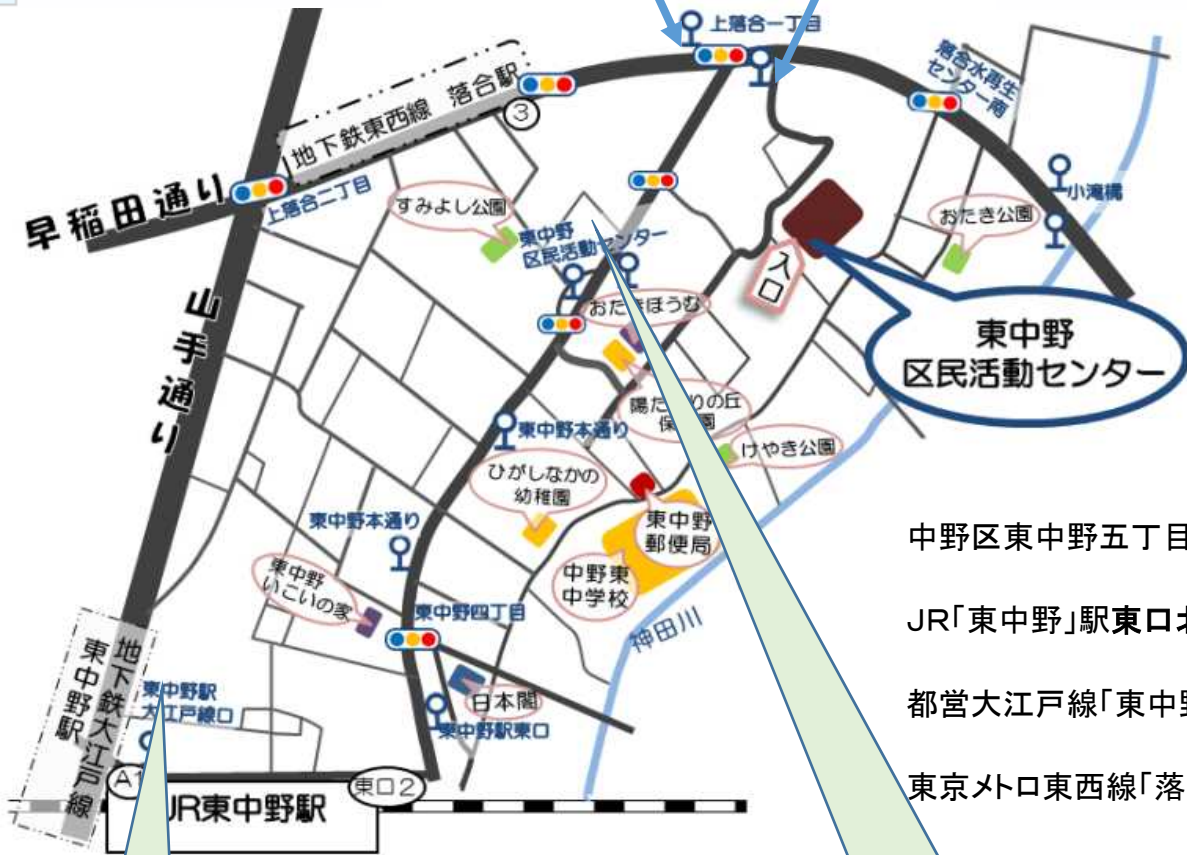 上落合一丁目
落合水再生
センター南
地下鉄東西線 落合駅
3
早稲田通り
上落合二丁目
小滝橋
すみよし公園
おたき公園
東中野
区民活動センター
入口
山手通り
東中野
区民活動センター
けやき公園
東中野本通り
ひがしなかの
幼稚園
東中野
郵便局
中野東
中学校
東中野本通り
東中野
いこいの家
東中野四丁目
神田川
日本閣
東中野駅東口
地下鉄大江戸線
東中野駅
東中野駅
大江戸線口
東口2
JR東中野駅
中野区東中野五丁目
JR「東中野」駅東口
都営大江戸線「東中野
東京メトロ東西線「落